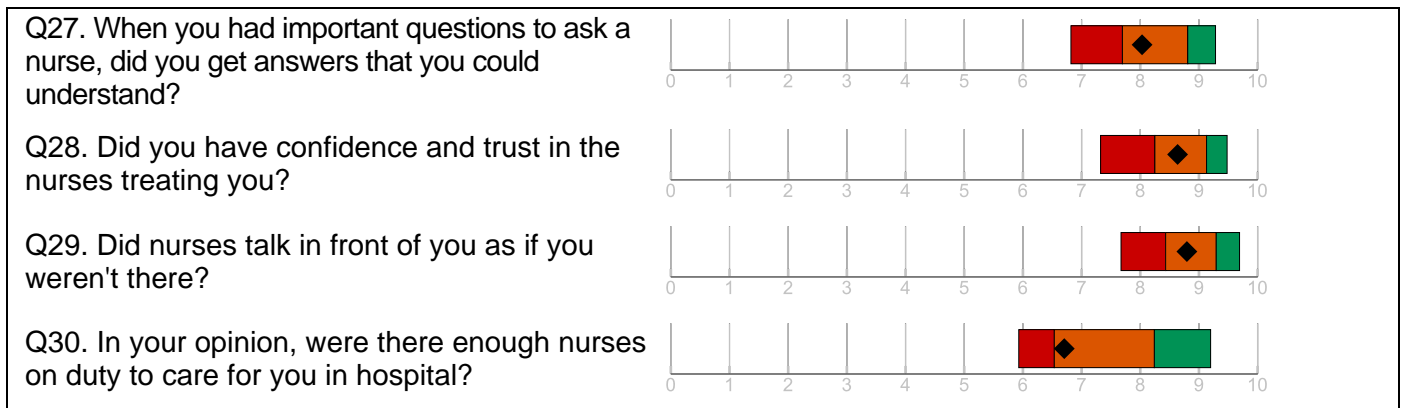 Q27. When you had important questions to ask a
nurse, did you get answers that you could
understand?
0 1 2 3 4 5 6 7 8 9 10
Q28. Did you have confidence and trust in the
nurses treating you?
0 1 2 3 4 5 6 7 8 9 10
Q29. Did nurses talk in front of you as if you
weren't there?
0 1 2 3 4 5 6 7 8 9 10
Q30. In your opinion, were there enough nurses
on duty to care for you in hospital?
0 1 2 3 4 5 6 7 8 9 10